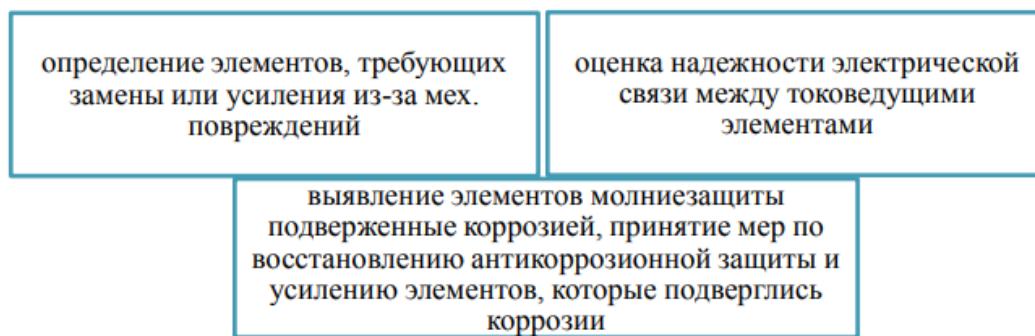 определение элементов, требующих
замены или усиления из-за мех.
повреждений
оценка надежности электрической
связи между токоведущими
элементами
выявление элементов молниезащиты
подверженные коррозией, принятие мер по
восстановлению антикоррозионной защиты и
усилению элементов, которые подверглись
коррозии